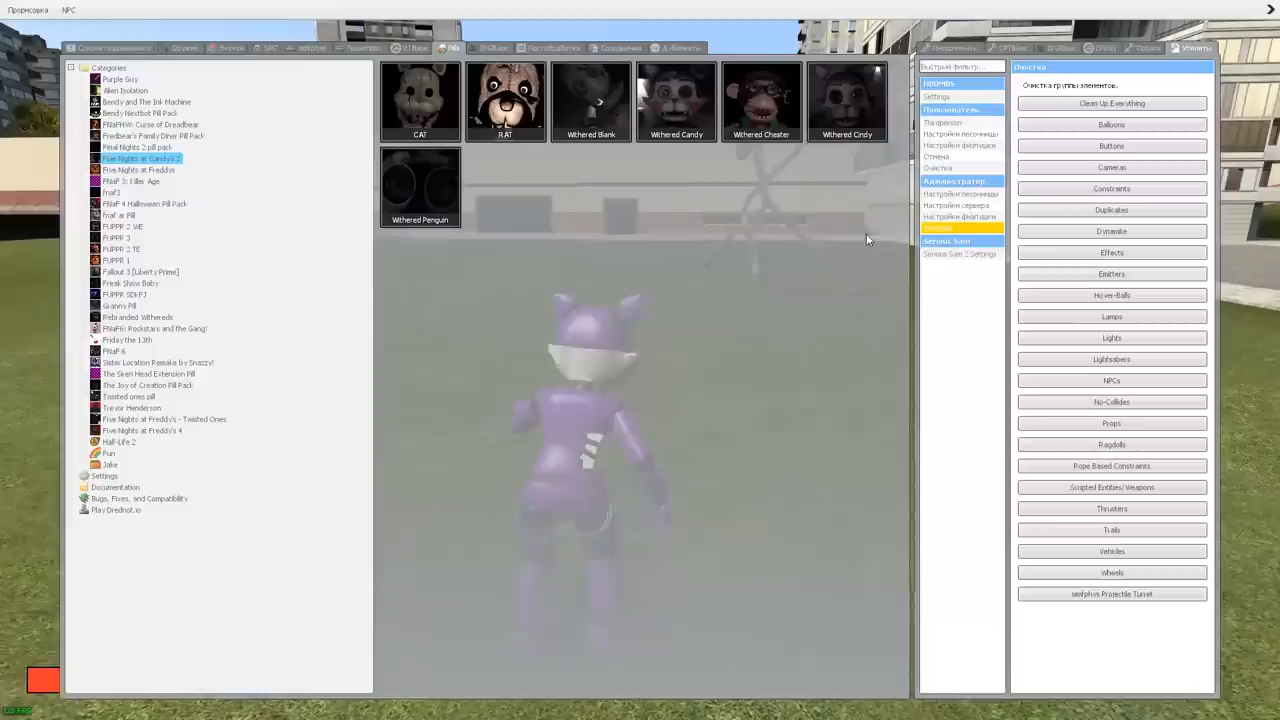 Прорисовка NPC
NPC
Pills
Утилиты
Categories
Purple Guy
Alien Isolation
Bendy and The Ink Machine
Bendy Nextbot Pill Pack
FNaFHW: Curse of Dreadbear
Fredbear's Family Diner Pill Pack
Final Nights 2 pill pack
Five Nights at Candy's 2
Five Nights at Freddys
FNaF 3: Killer Age
fnaf3
FNaF 4 Halloween Pill Pack
fnaf ar Pill
FUPPR 2 WE
FUPPR 3
FUPPR 2 TE
FUPPR 1
Fallout 3 [Liberty Prime]
Freak Show Baby
FUPPR SDkFJ
Granny Pill
Rebranded Withereds
FNaF6: Rockstars and the Gang!
Friday the 13th
FNaF 6
Sister Location Remake by Snazzy!
The Siren Head Extension Pill
The Joy of Creation Pill Pack
Twisted ones pill
Trevor Henderson
Five Nights at Freddy's - Twisted Ones
Five Nights at Freddy's 4
Half-Life 2
Fun
Jake
Settings
Documentation
Bugs, Fixes, and Compatibility
Play Drednot.io
CAT
RAT
Withered Blank
Withered Candy
Withered Chester
Withered Cindy
Withered Penguin
Быстрый фильтр...
HBOMBS
Settings
Пользователь
Thirdperson
Настройки песочницы
Настройки физпушки
Отмена
Очистка
Администратор
Настройки песочницы
Настройки сервера
Настройки физпушки
Serious Sam
Serious Sam 2 Settings
Очистка
Очистка группы элементов.
Clean Up Everything
Balloons
Buttons
Cameras
Constraints
Duplicates
Dynamite
Effects
Emitters
Hover-Balls
Lamps
Lights
Lightsabers
NPCs
No-Collides
Props
Ragdolls
Rope Based Constraints
Scripted Entities/Weapons
Thrusters
Trails
Vehicles
Wheels
wmfphys Projectile Turret